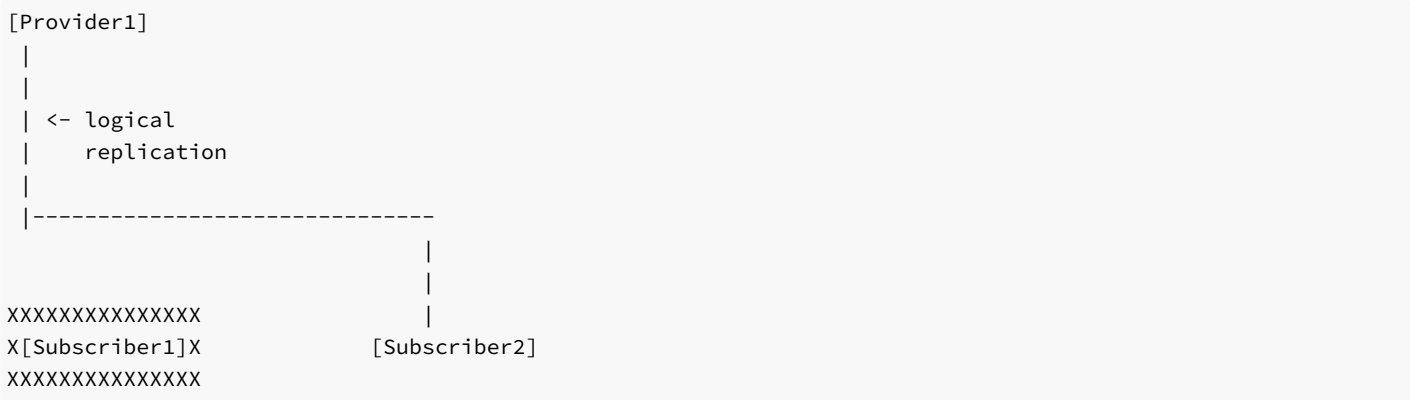 [Provider1]
 |
 |
 | <- logical
 |    replication
 |
 |-------------------------------
                                 |
                                 |
XXXXXXXXXXXXXXX                  |
X[Subscriber1]X             [Subscriber2]
XXXXXXXXXXXXXXX